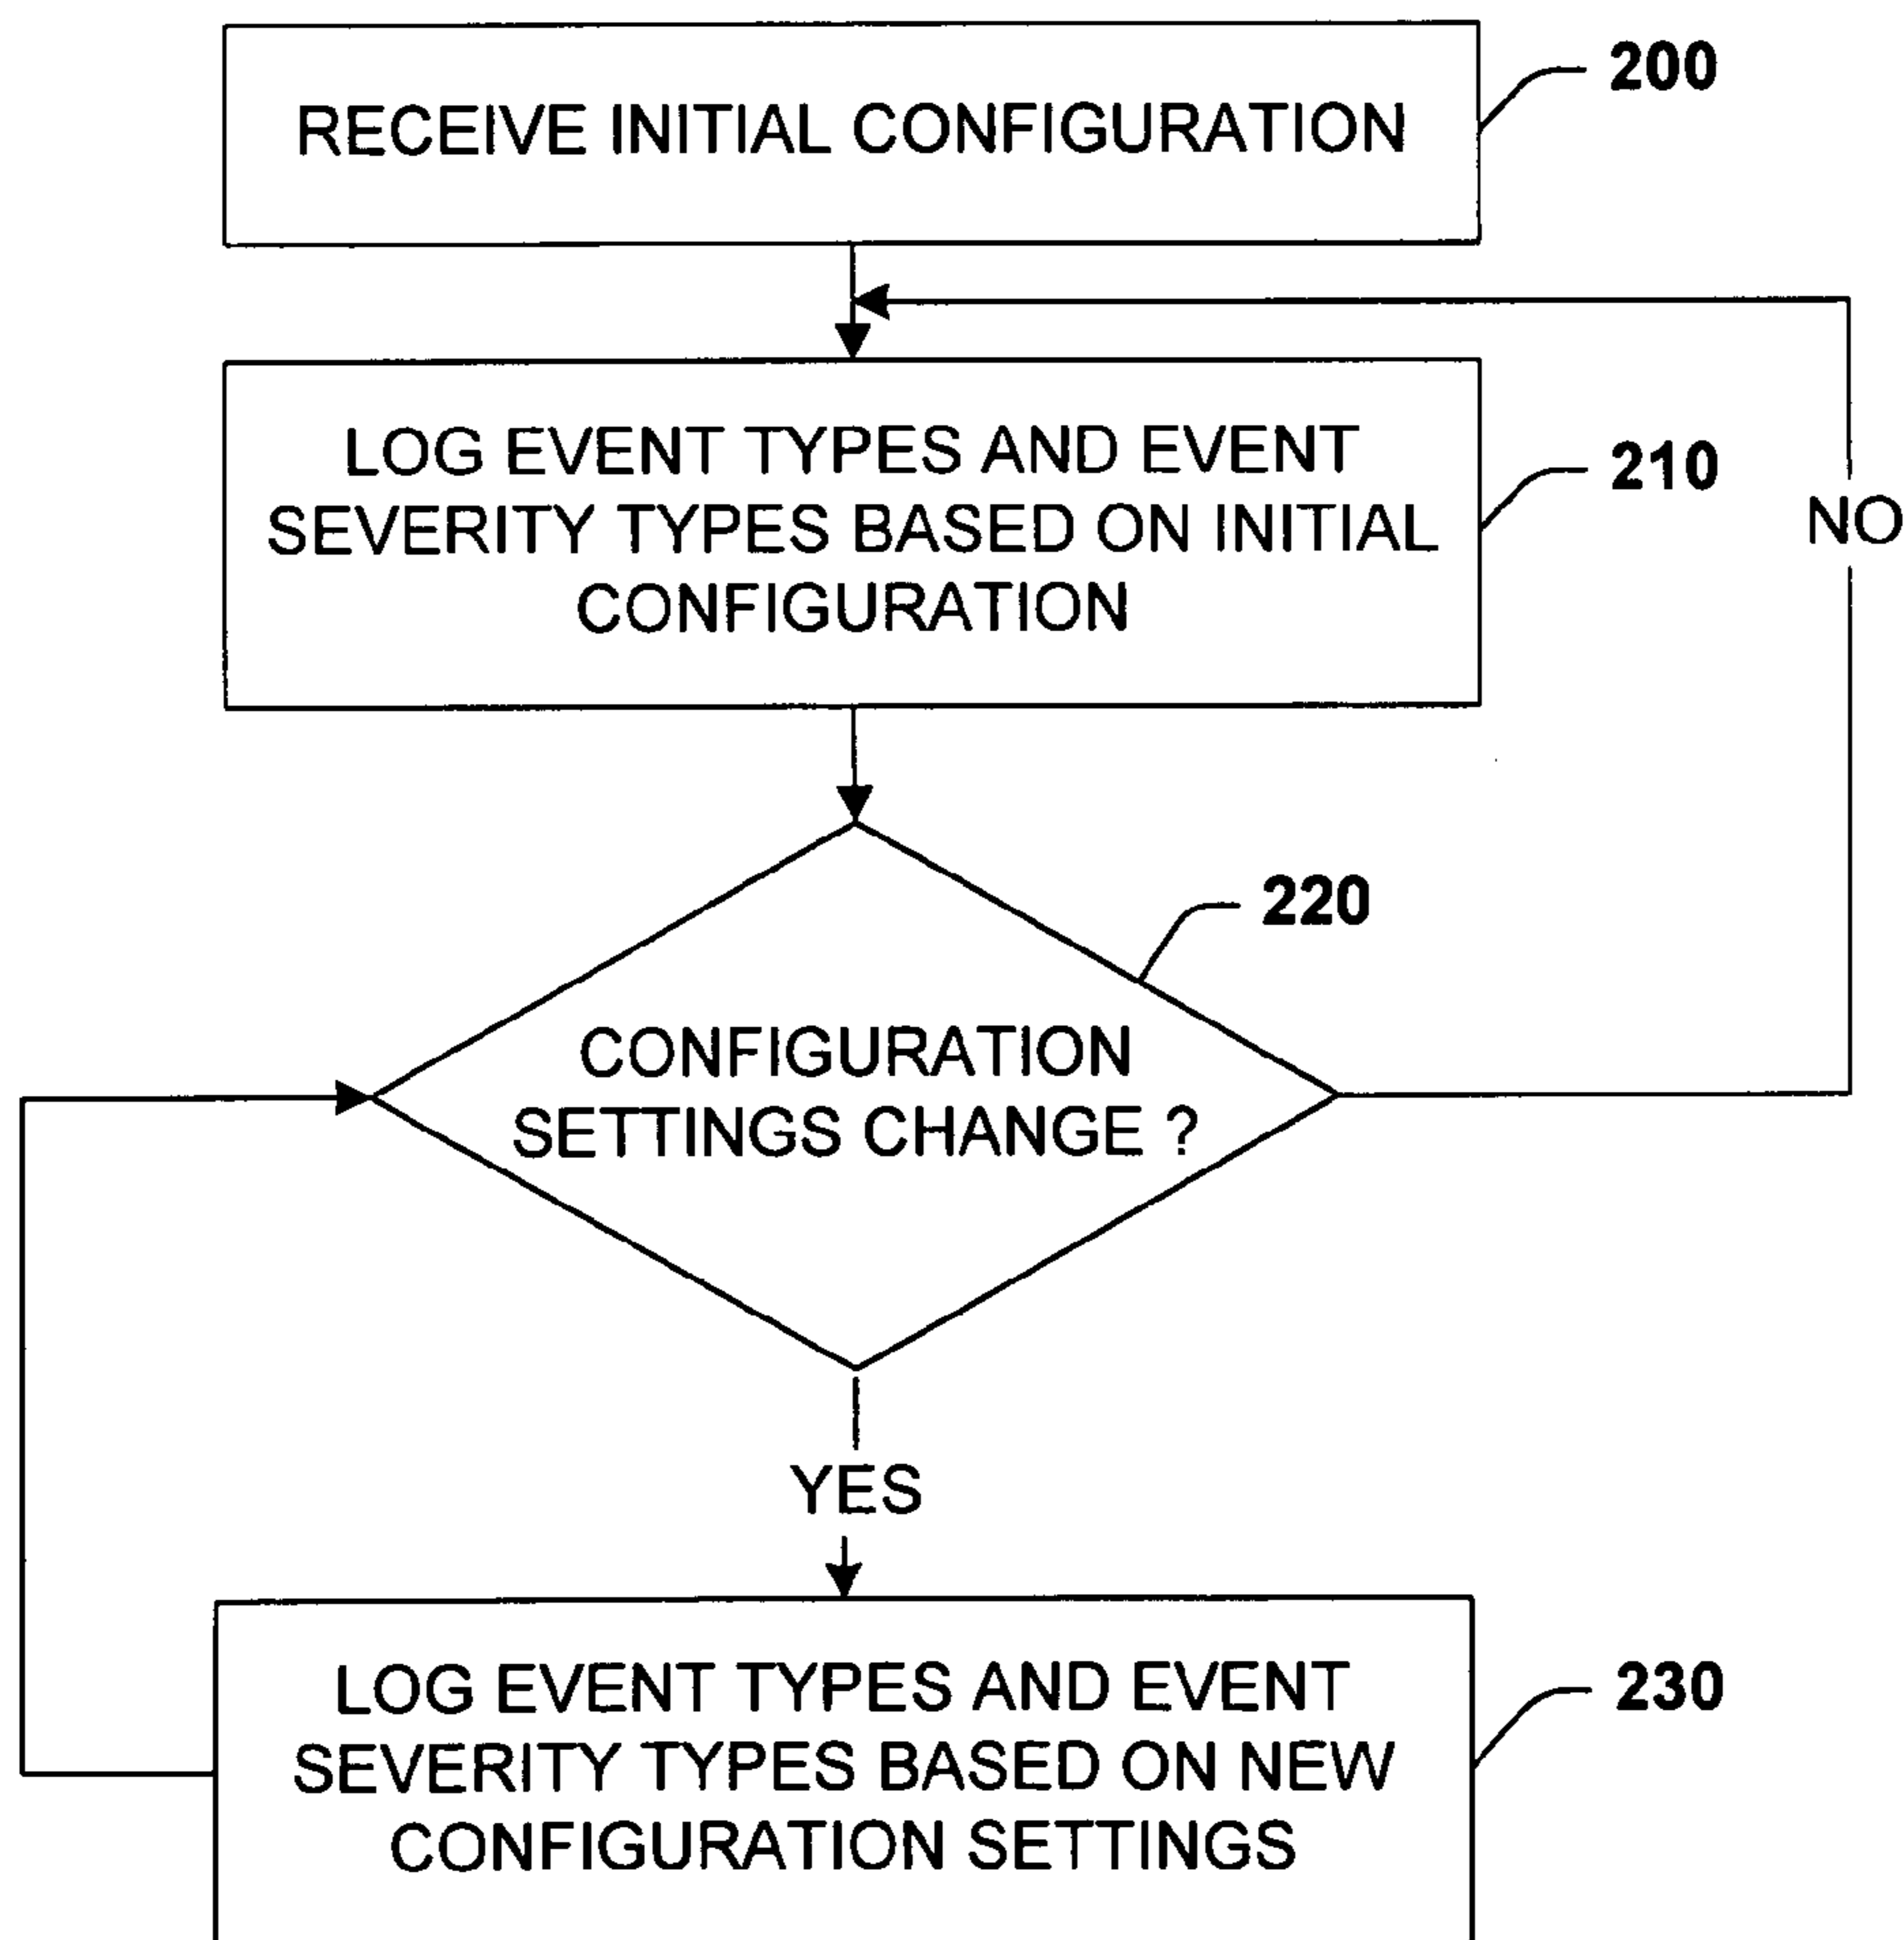 RECEIVE INITIAL CONFIGURATION
200
LOG EVENT TYPES AND EVENT
SEVERITY TYPES BASED ON INITIAL
CONFIGURATION
210
NO
220
CONFIGURATION
SETTINGS CHANGE ?
YES
LOG EVENT TYPES AND EVENT
SEVERITY TYPES BASED ON NEW
CONFIGURATION SETTINGS
230